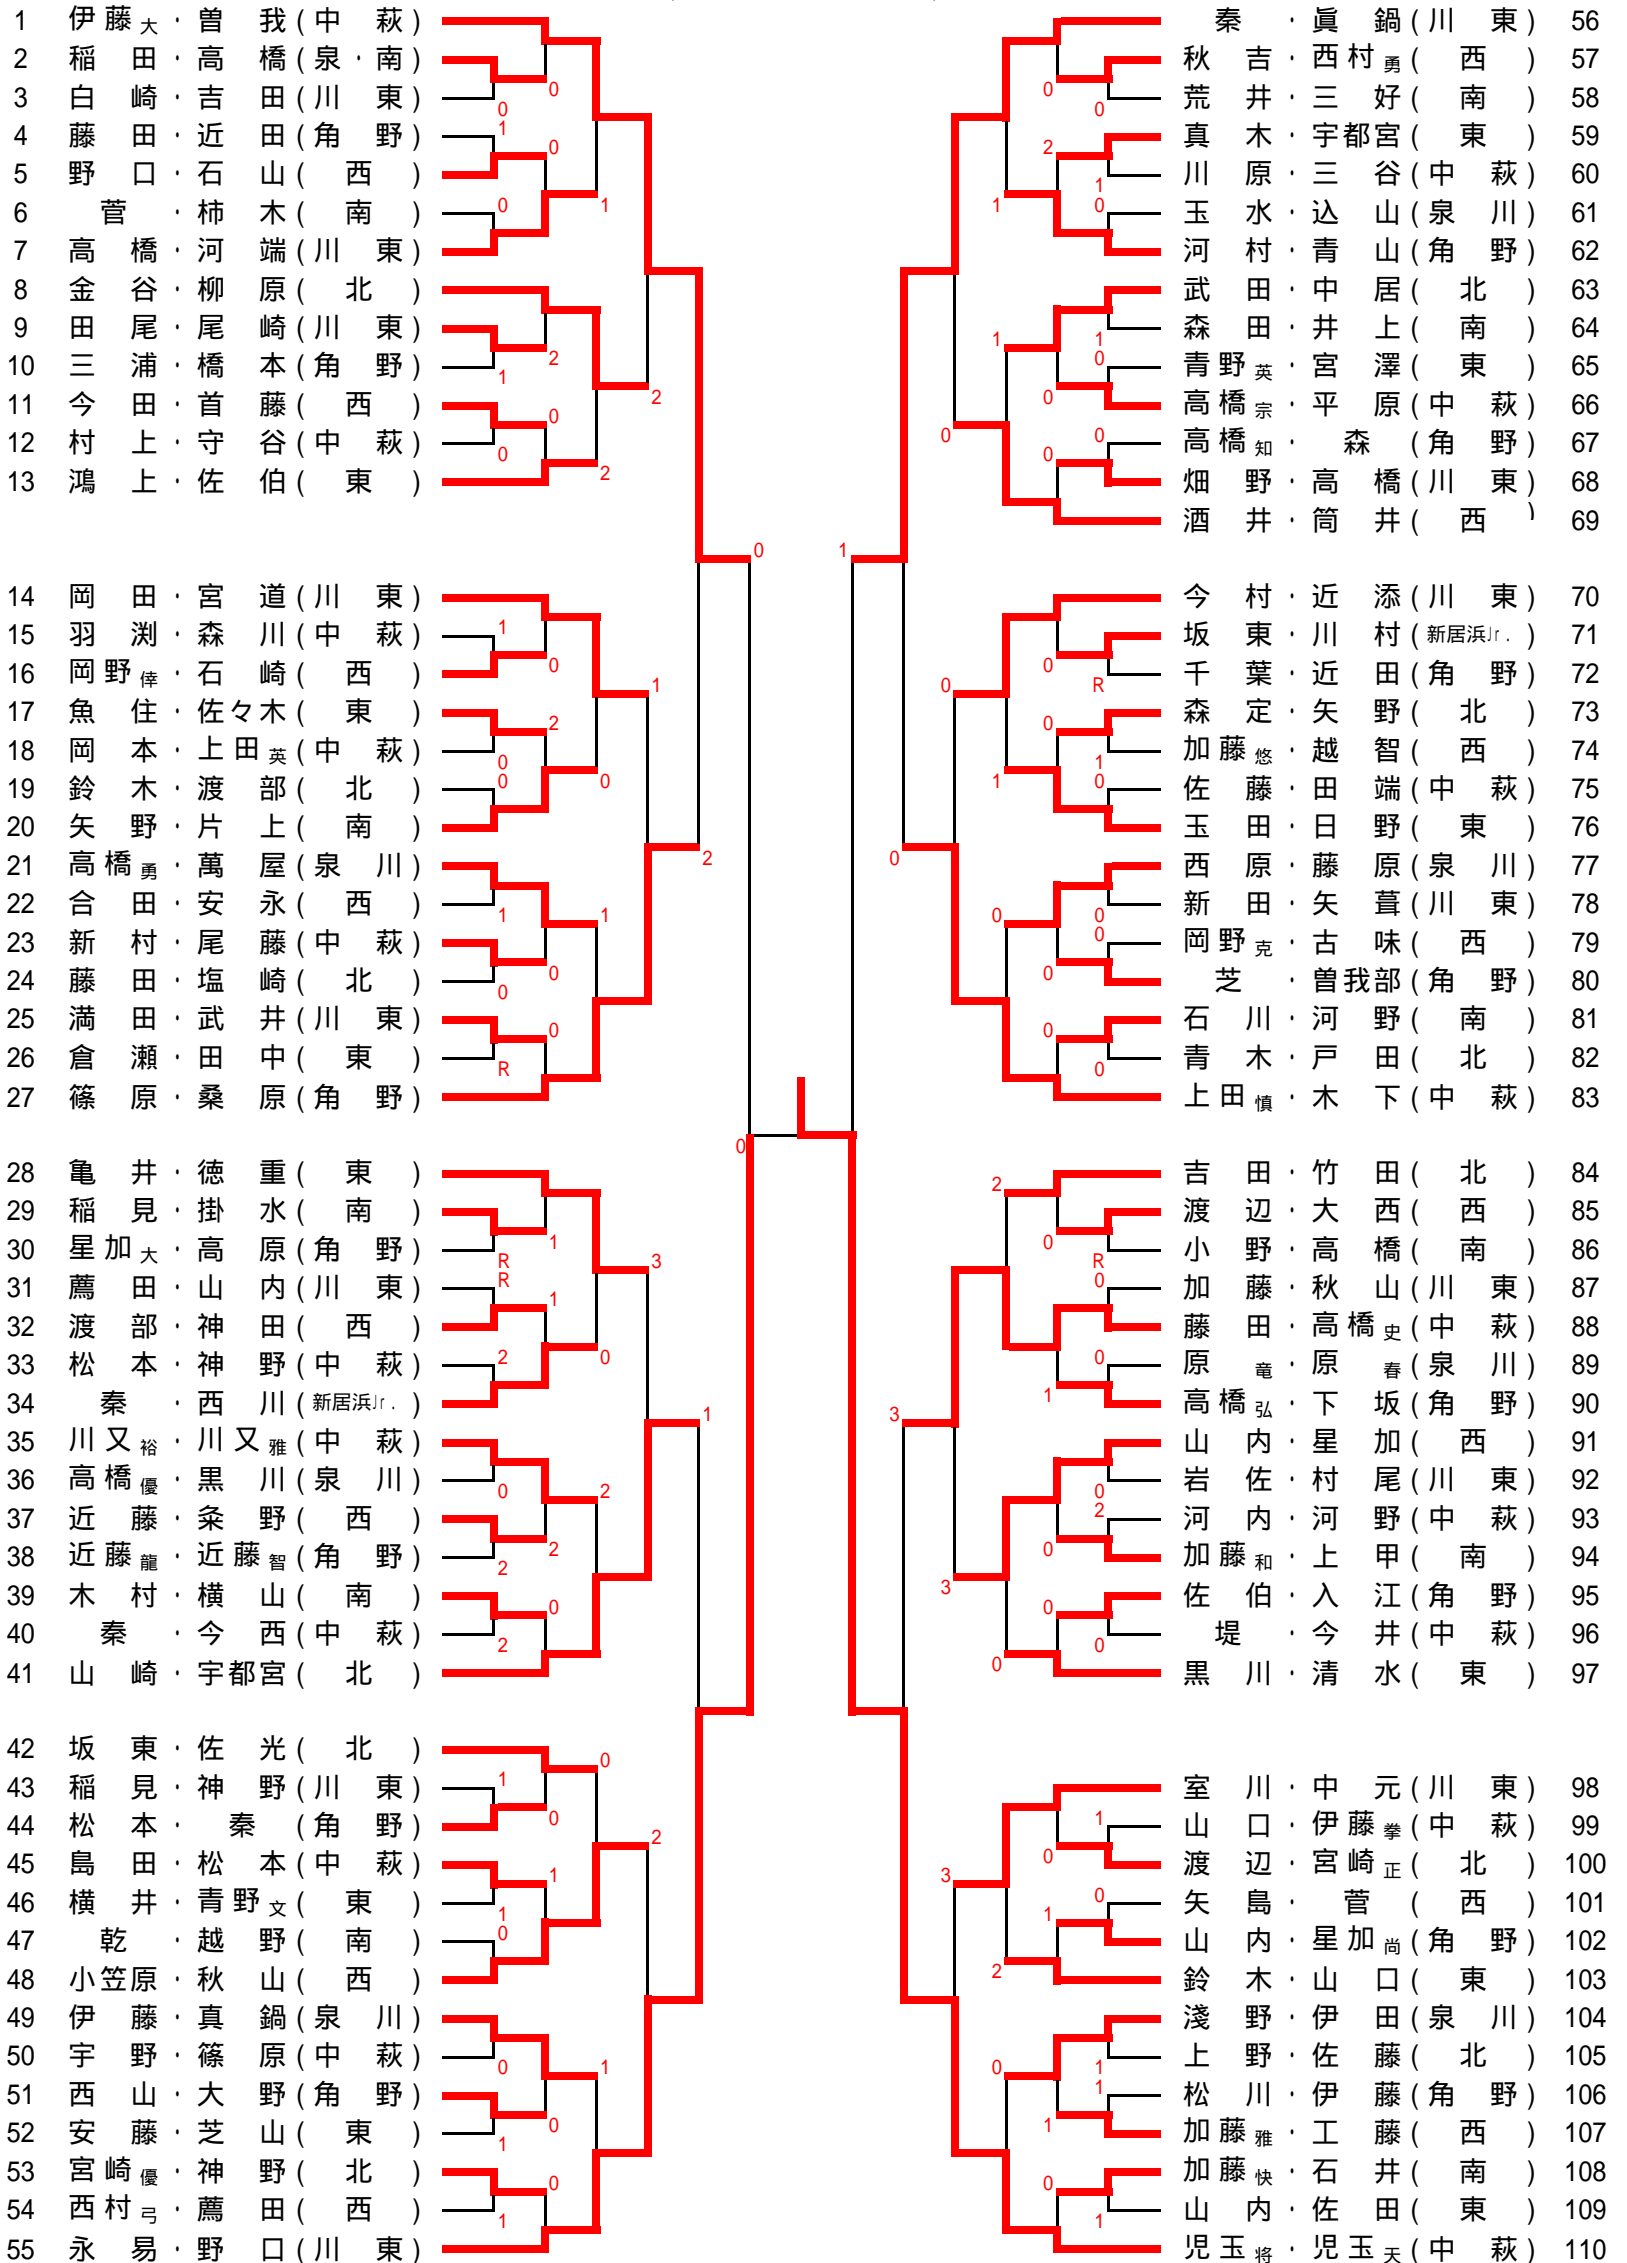 1 伊藤大・曽我(中萩)
2 稲田・高橋(泉・南)
3 白崎・吉田(川東)
4 藤田・近田(角野)
5 野口・石山(西)
6 菅・柿木(南)
7 高橋・河端(川東)
8 金谷・柳原(北)
9 田尾・尾崎(川東)
10 三浦・橋本(角野)
11 今田・首藤(西)
12 村上・守谷(中萩)
13 鴻上・佐伯(東)
14 岡田・宮道(川東)
15 羽渕・森川(中萩)
16 岡野倖・石崎(西)
17 魚住・佐々木(東)
18 岡本・上田英(中萩)
19 鈴木・渡部(北)
20 矢野・片上(南)
21 高橋勇・萬屋(泉川)
22 合田・安永(西)
23 新村・尾藤(中萩)
24 藤田・塩崎(北)
25 満田・武井(川東)
26 倉瀬・田中(東)
27 篠原・桑原(角野)
28 亀井・徳重(東)
29 稲見・掛水(南)
30 星加大・高原(角野)
31 薦田・山内(川東)
32 渡部・神田(西)
33 松本・神野(中萩)
34 秦・西川(新居浜Jr.)
35 川又裕・川又雅(中萩)
36 高橋優・黒川(泉川)
37 近藤・粂野(西)
38 近藤龍・近藤智(角野)
39 木村・横山(南)
40 秦・今西(中萩)
41 山崎・宇都宮(北)
42 坂東・佐光(北)
43 稲見・神野(川東)
44 松本・秦(角野)
45 島田・松本(中萩)
46 横井・青野文(東)
47 乾・越野(南)
48 小笠原・秋山(西)
49 伊藤・真鍋(泉川)
50 宇野・篠原(中萩)
51 西山・大野(角野)
52 安藤・芝山(東)
53 宮崎優・神野(北)
54 西村弓・薦田(西)
55 永易・野口(川東)
秦・眞鍋(川東) 56
秋吉・西村勇(西) 57
荒井・三好(南) 58
真木・宇都宮(東) 59
川原・三谷(中萩) 60
玉水・込山(泉川) 61
河村・青山(角野) 62
武田・中居(北) 63
森田・井上(南) 64
青野英・宮澤(東) 65
高橋宗・平原(中萩) 66
高橋知・森(角野) 67
畑野・高橋(川東) 68
酒井・筒井(西) 69
今村・近添(川東) 70
坂東・川村(新居浜Jr.) 71
千葉・近田(角野) 72
森定・矢野(北) 73
加藤悠・越智(西) 74
佐藤・田端(中萩) 75
玉田・日野(東) 76
西原・藤原(泉川) 77
新田・矢葺(川東) 78
岡野克・古味(西) 79
芝・曽我部(角野) 80
石川・河野(南) 81
青木・戸田(北) 82
上田慎・木下(中萩) 83
吉田・竹田(北) 84
渡辺・大西(西) 85
小野・高橋(南) 86
加藤・秋山(川東) 87
藤田・高橋史(中萩) 88
原竜・原春(泉川) 89
高橋弘・下坂(角野) 90
山内・星加(西) 91
岩佐・村尾(川東) 92
河内・河野(中萩) 93
加藤和・上甲(南) 94
佐伯・入江(角野) 95
堤・今井(中萩) 96
黒川・清水(東) 97
室川・中元(川東) 98
山口・伊藤拳(中萩) 99
渡辺・宮崎正(北) 100
矢島・菅(西) 101
山内・星加尚(角野) 102
鈴木・山口(東) 103
淺野・伊田(泉川) 104
上野・佐藤(北) 105
松川・伊藤(角野) 106
加藤雅・工藤(西) 107
加藤快・石井(南) 108
山内・佐田(東) 109
児玉将・児玉天(中萩) 110